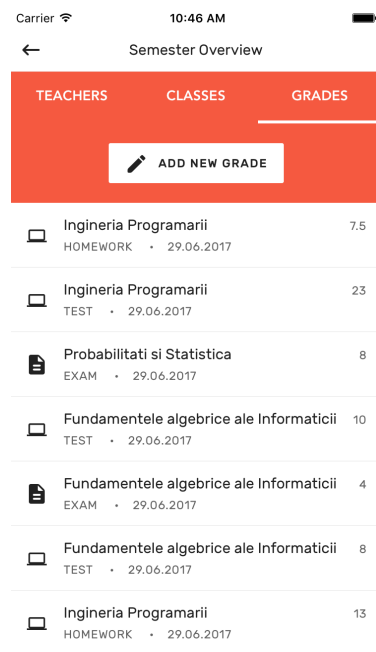 Carrier 10:46 AM
Semester Overview
TEACHERS CLASSES GRADES
ADD NEW GRADE
Ingineria Programarii 7.5
HOMEWORK • 29.06.2017
Ingineria Programarii 23
TEST • 29.06.2017
Probabilitati si Statistica 8
EXAM • 29.06.2017
Fundamentele algebrice ale Informaticii 10
TEST • 29.06.2017
Fundamentele algebrice ale Informaticii 4
EXAM • 29.06.2017
Fundamentele algebrice ale Informaticii 8
TEST • 29.06.2017
Ingineria Programarii 13
HOMEWORK • 29.06.2017